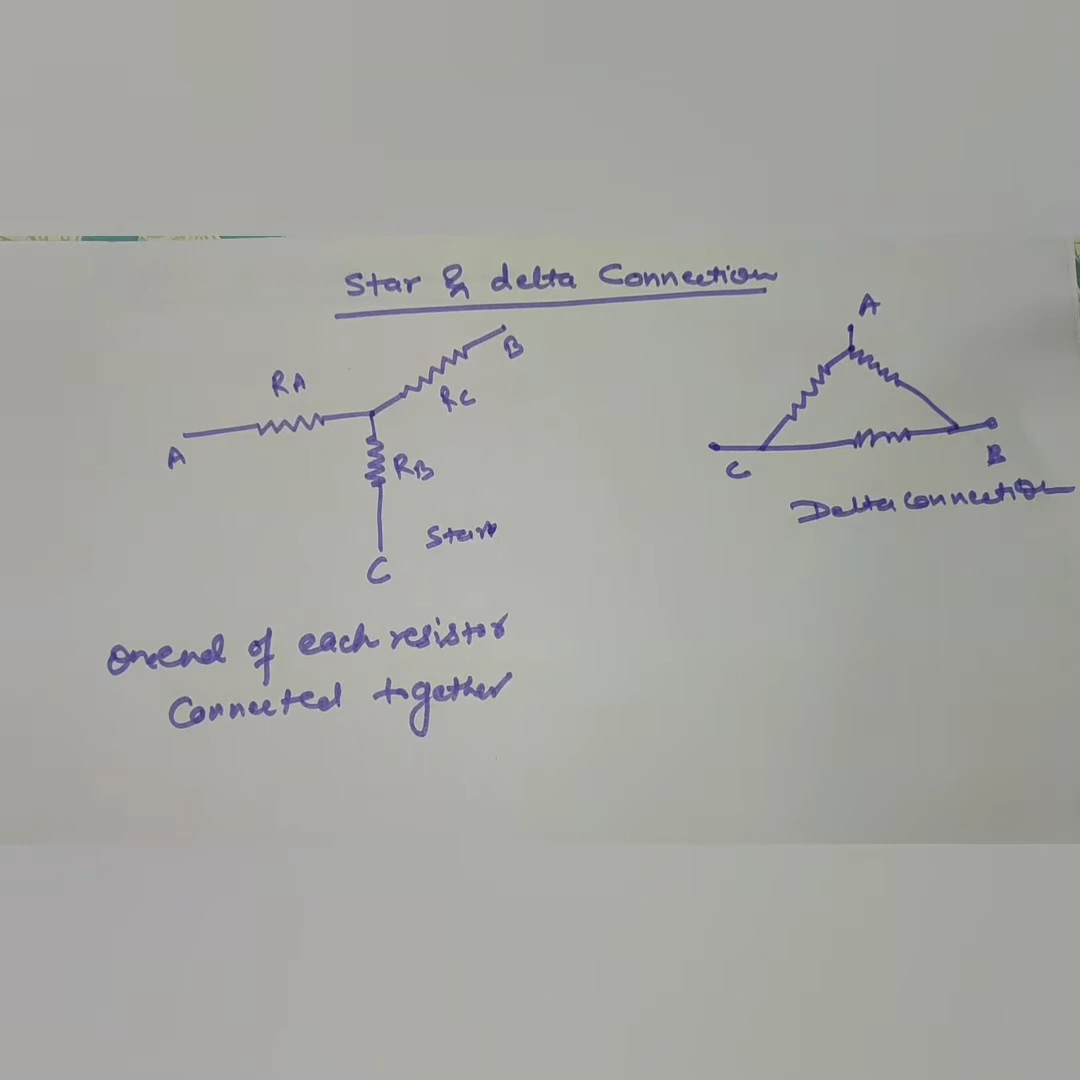 Star & delta Connection
A
RA
B
RC
A
RB
C
B
Star
Delta connection
C
one end of each resistor
Connected together